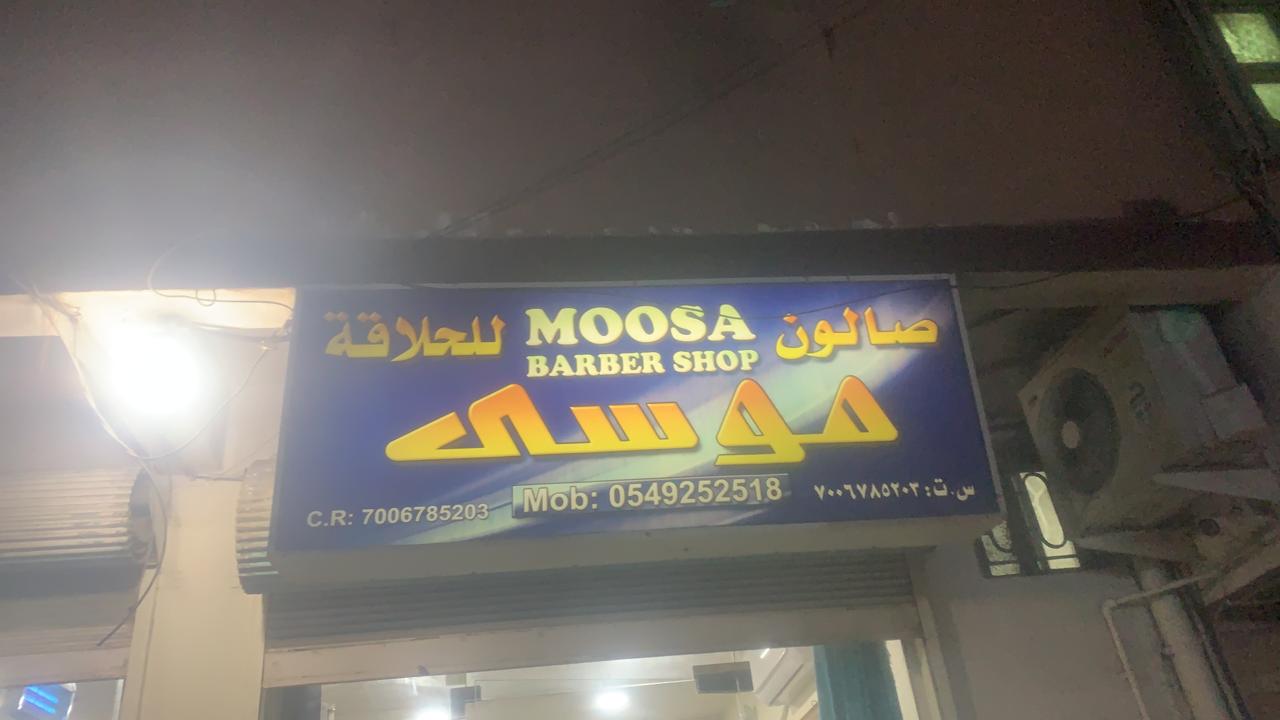 صالون MOOSA للحلاقة
BARBER SHOP
موسى
Mob: 0549252518
C.R: 7006785203
س.ت: ٧٠٠٦٧٨٥٢٠٣